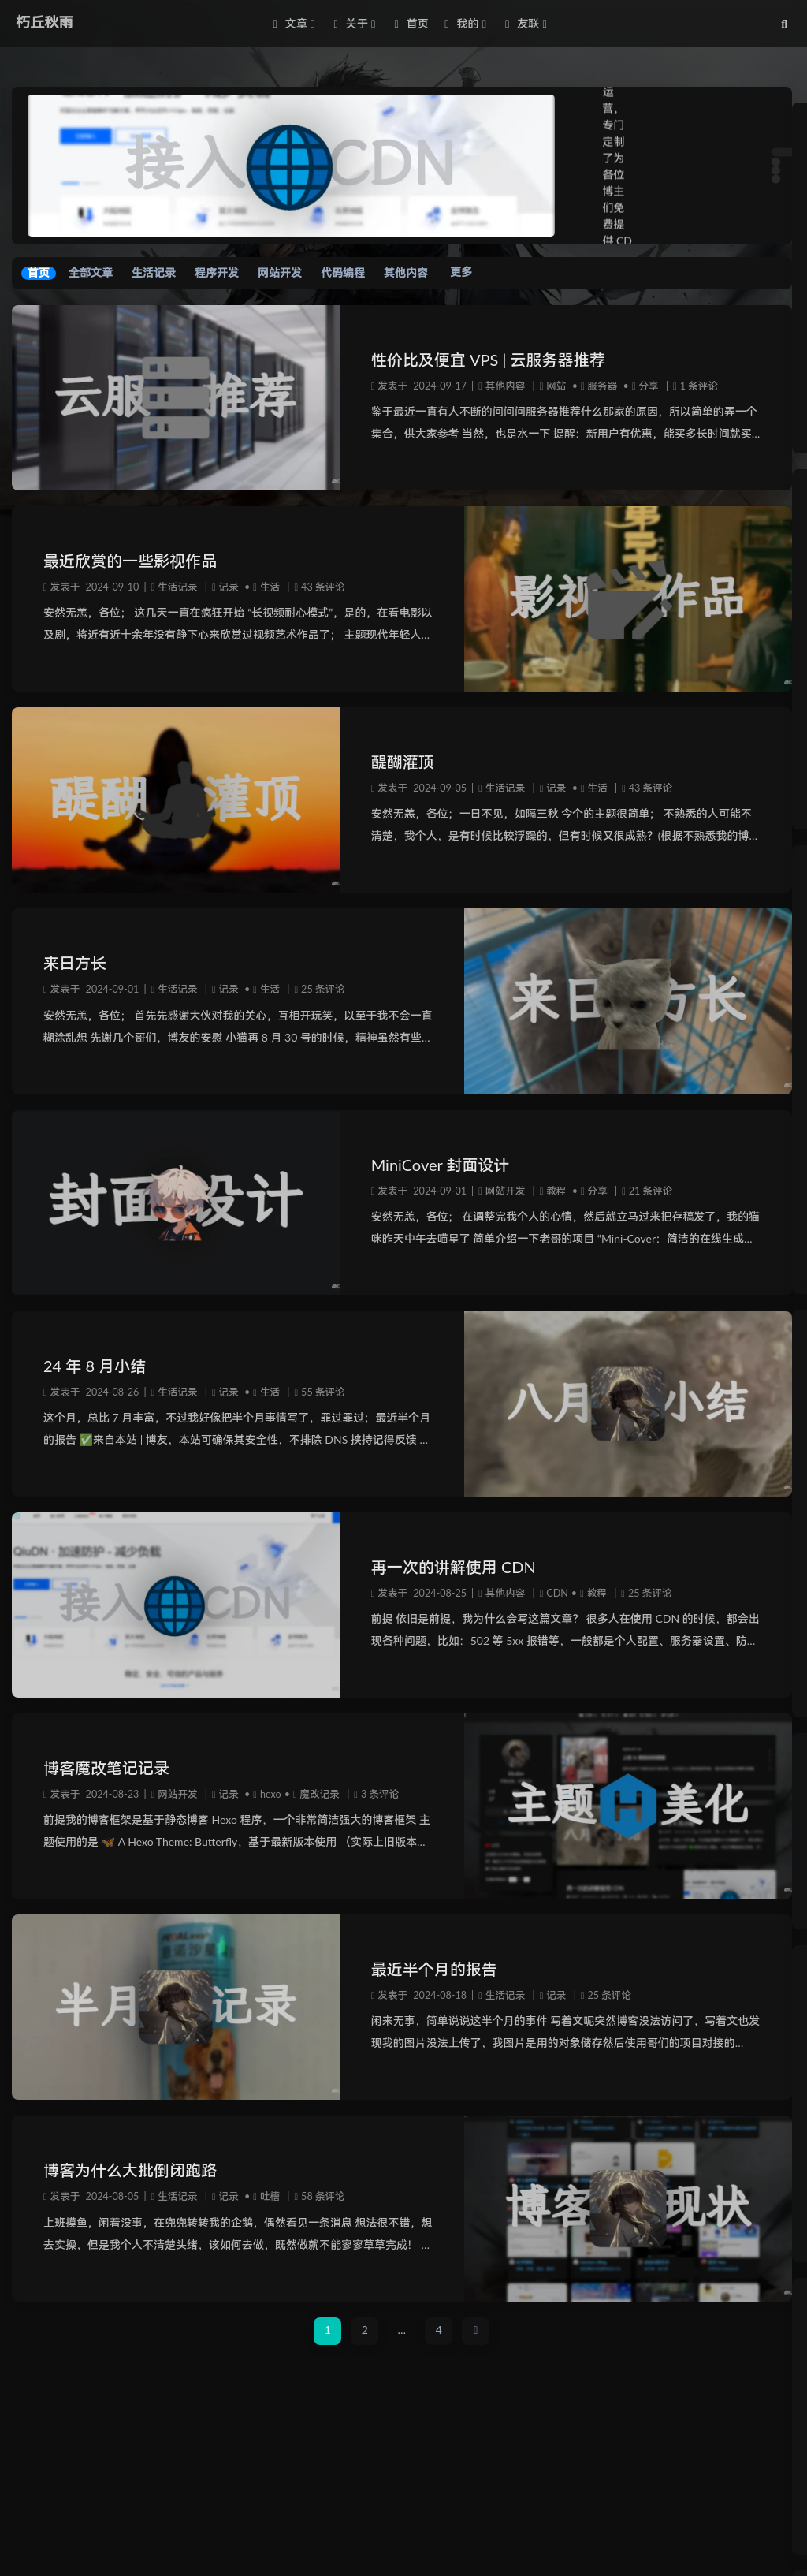 朽丘秋雨
文章 关于 首页 我的 友联
接入 CDN
运
营，
专门
定制
了为
各位
博主
们免
费提
供 CD
首页 全部文章 生活记录 程序开发 网站开发 代码编程 其他内容 更多
云服 推荐
性价比及便宜 VPS | 云服务器推荐
发表于 2024-09-17 | 其他内容 | 网站 • 服务器 • 分享 | 1 条评论
鉴于最近一直有人不断的问问问服务器推荐什么那家的原因，所以简单的弄一个
集合，供大家参考 当然，也是水一下 提醒：新用户有优惠，能买多长时间就买...
最近欣赏的一些影视作品
发表于 2024-09-10 | 生活记录 | 记录 • 生活 | 43 条评论
安然无恙，各位； 这几天一直在疯狂开始 “长视频耐心模式”，是的，在看电影以
及剧，将近有近十余年没有静下心来欣赏过视频艺术作品了； 主题现代年轻人...
影视 作品
醍醐 灌顶
醍醐灌顶
发表于 2024-09-05 | 生活记录 | 记录 • 生活 | 43 条评论
安然无恙，各位；一日不见，如隔三秋 今个的主题很简单； 不熟悉的人可能不
清楚，我个人，是有时候比较浮躁的，但有时候又很成熟？(根据不熟悉我的博...
来日方长
发表于 2024-09-01 | 生活记录 | 记录 • 生活 | 25 条评论
安然无恙，各位； 首先先感谢大伙对我的关心，互相开玩笑，以至于我不会一直
糊涂乱想 先谢几个哥们，博友的安慰 小猫再 8 月 30 号的时候，精神虽然有些...
来日 方长
封面 设计
MiniCover 封面设计
发表于 2024-09-01 | 网站开发 | 教程 • 分享 | 21 条评论
安然无恙，各位； 在调整完我个人的心情，然后就立马过来把存稿发了，我的猫
咪昨天中午去喵星了 简单介绍一下老哥的项目 “Mini-Cover：简洁的在线生成...
24 年 8 月小结
发表于 2024-08-26 | 生活记录 | 记录 • 生活 | 55 条评论
这个月，总比 7 月丰富，不过我好像把半个月事情写了，罪过罪过；最近半个月
的报告 ✅来自本站 | 博友，本站可确保其安全性，不排除 DNS 挟持记得反馈 ...
八月 小结
QiuDN · 加速防护 - 减少负载
接入 CDN
再一次的讲解使用 CDN
发表于 2024-08-25 | 其他内容 | CDN • 教程 | 25 条评论
前提 依旧是前提，我为什么会写这篇文章？ 很多人在使用 CDN 的时候，都会出
现各种问题，比如：502 等 5xx 报错等，一般都是个人配置、服务器设置、防...
博客魔改笔记记录
发表于 2024-08-23 | 网站开发 | 记录 • hexo • 魔改记录 | 3 条评论
前提我的博客框架是基于静态博客 Hexo 程序，一个非常简洁强大的博客框架 主
题使用的是 🦋 A Hexo Theme: Butterfly，基于最新版本使用 （实际上旧版本...
主题 美化
半月 记录
最近半个月的报告
发表于 2024-08-18 | 生活记录 | 记录 | 25 条评论
闲来无事，简单说说这半个月的事件 写着文呢突然博客没法访问了，写着文也发
现我的图片没法上传了，我图片是用的对象储存然后使用哥们的项目对接的...
博客为什么大批倒闭跑路
发表于 2024-08-05 | 生活记录 | 记录 • 吐槽 | 58 条评论
上班摸鱼，闲着没事，在兜兜转转我的企鹅，偶然看见一条消息 想法很不错，想
去实操，但是我个人不清楚头绪，该如何去做，既然做就不能寥寥草草完成！ ...
博客 现状
1 2 ... 4